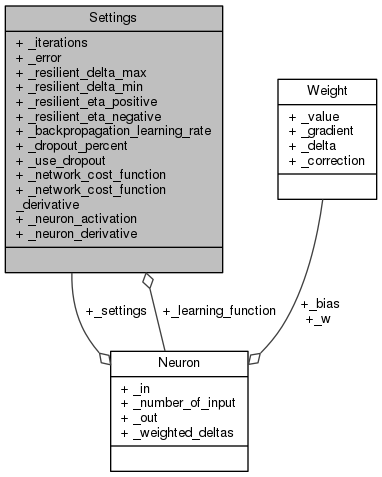 Settings
+ _iterations
+ _error
+ _resilient_delta_max
+ _resilient_delta_min
+ _resilient_eta_positive
+ _resilient_eta_negative
+ _backpropagation_learning_rate
+ _dropout_percent
+ _use_dropout
+ _network_cost_function
+ _network_cost_function
_derivative
+ _neuron_activation
+ _neuron_derivative
Weight
+ _value
+ _gradient
+ _delta
+ _correction
+_settings
+_learning_function
+_bias
+_w
Neuron
+ _in
+ _number_of_input
+ _out
+ _weighted_deltas